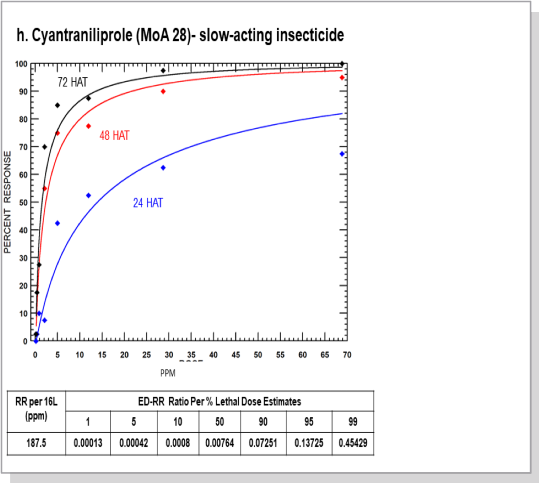 h. Cyantraniliprole (MoA 28)- slow-acting insecticide
100
90
80
70
60
50
40
30
20
10
0
PERCENT RESPONSE
72 HAT
48 HAT
24 HAT
0 5 10 15 20 25 30 35 40 45 50 55 60 65 70
PPM
RR per 16L (ppm) ED-RR Ratio Per % Lethal Dose Estimates
1 5 10 50 90 95 99
187.5 0.00013 0.00042 0.0008 0.00764 0.07251 0.13725 0.45429